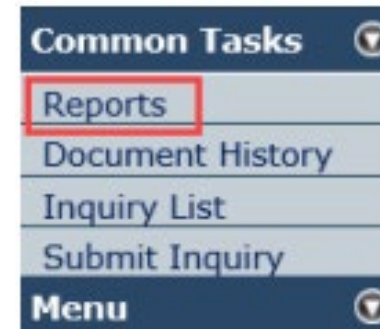 Common Tasks
Reports
Document History
Inquiry List
Submit Inquiry
Menu